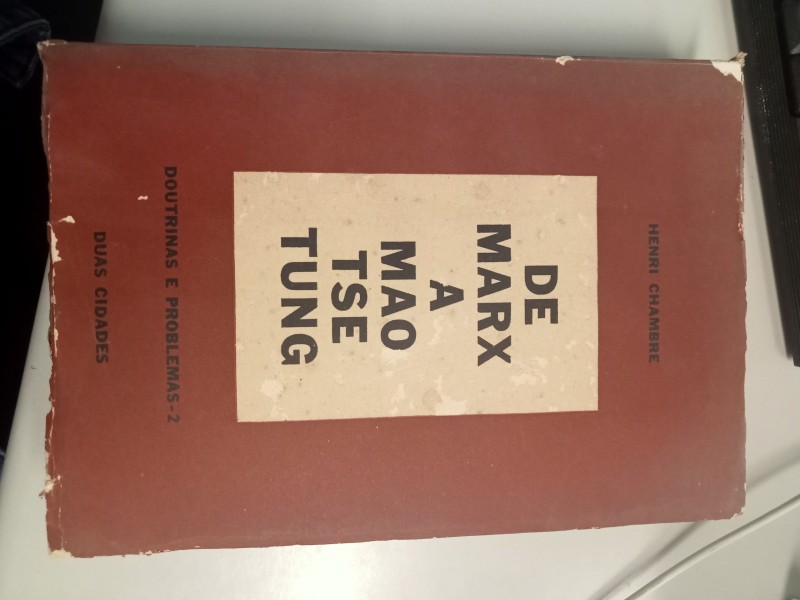 HENRI CHAMBRE
DE
MARX
A
MAO
TSE
TUNG
DOUTRINAS E PROBLEMAS-2
DUAS CIDADES